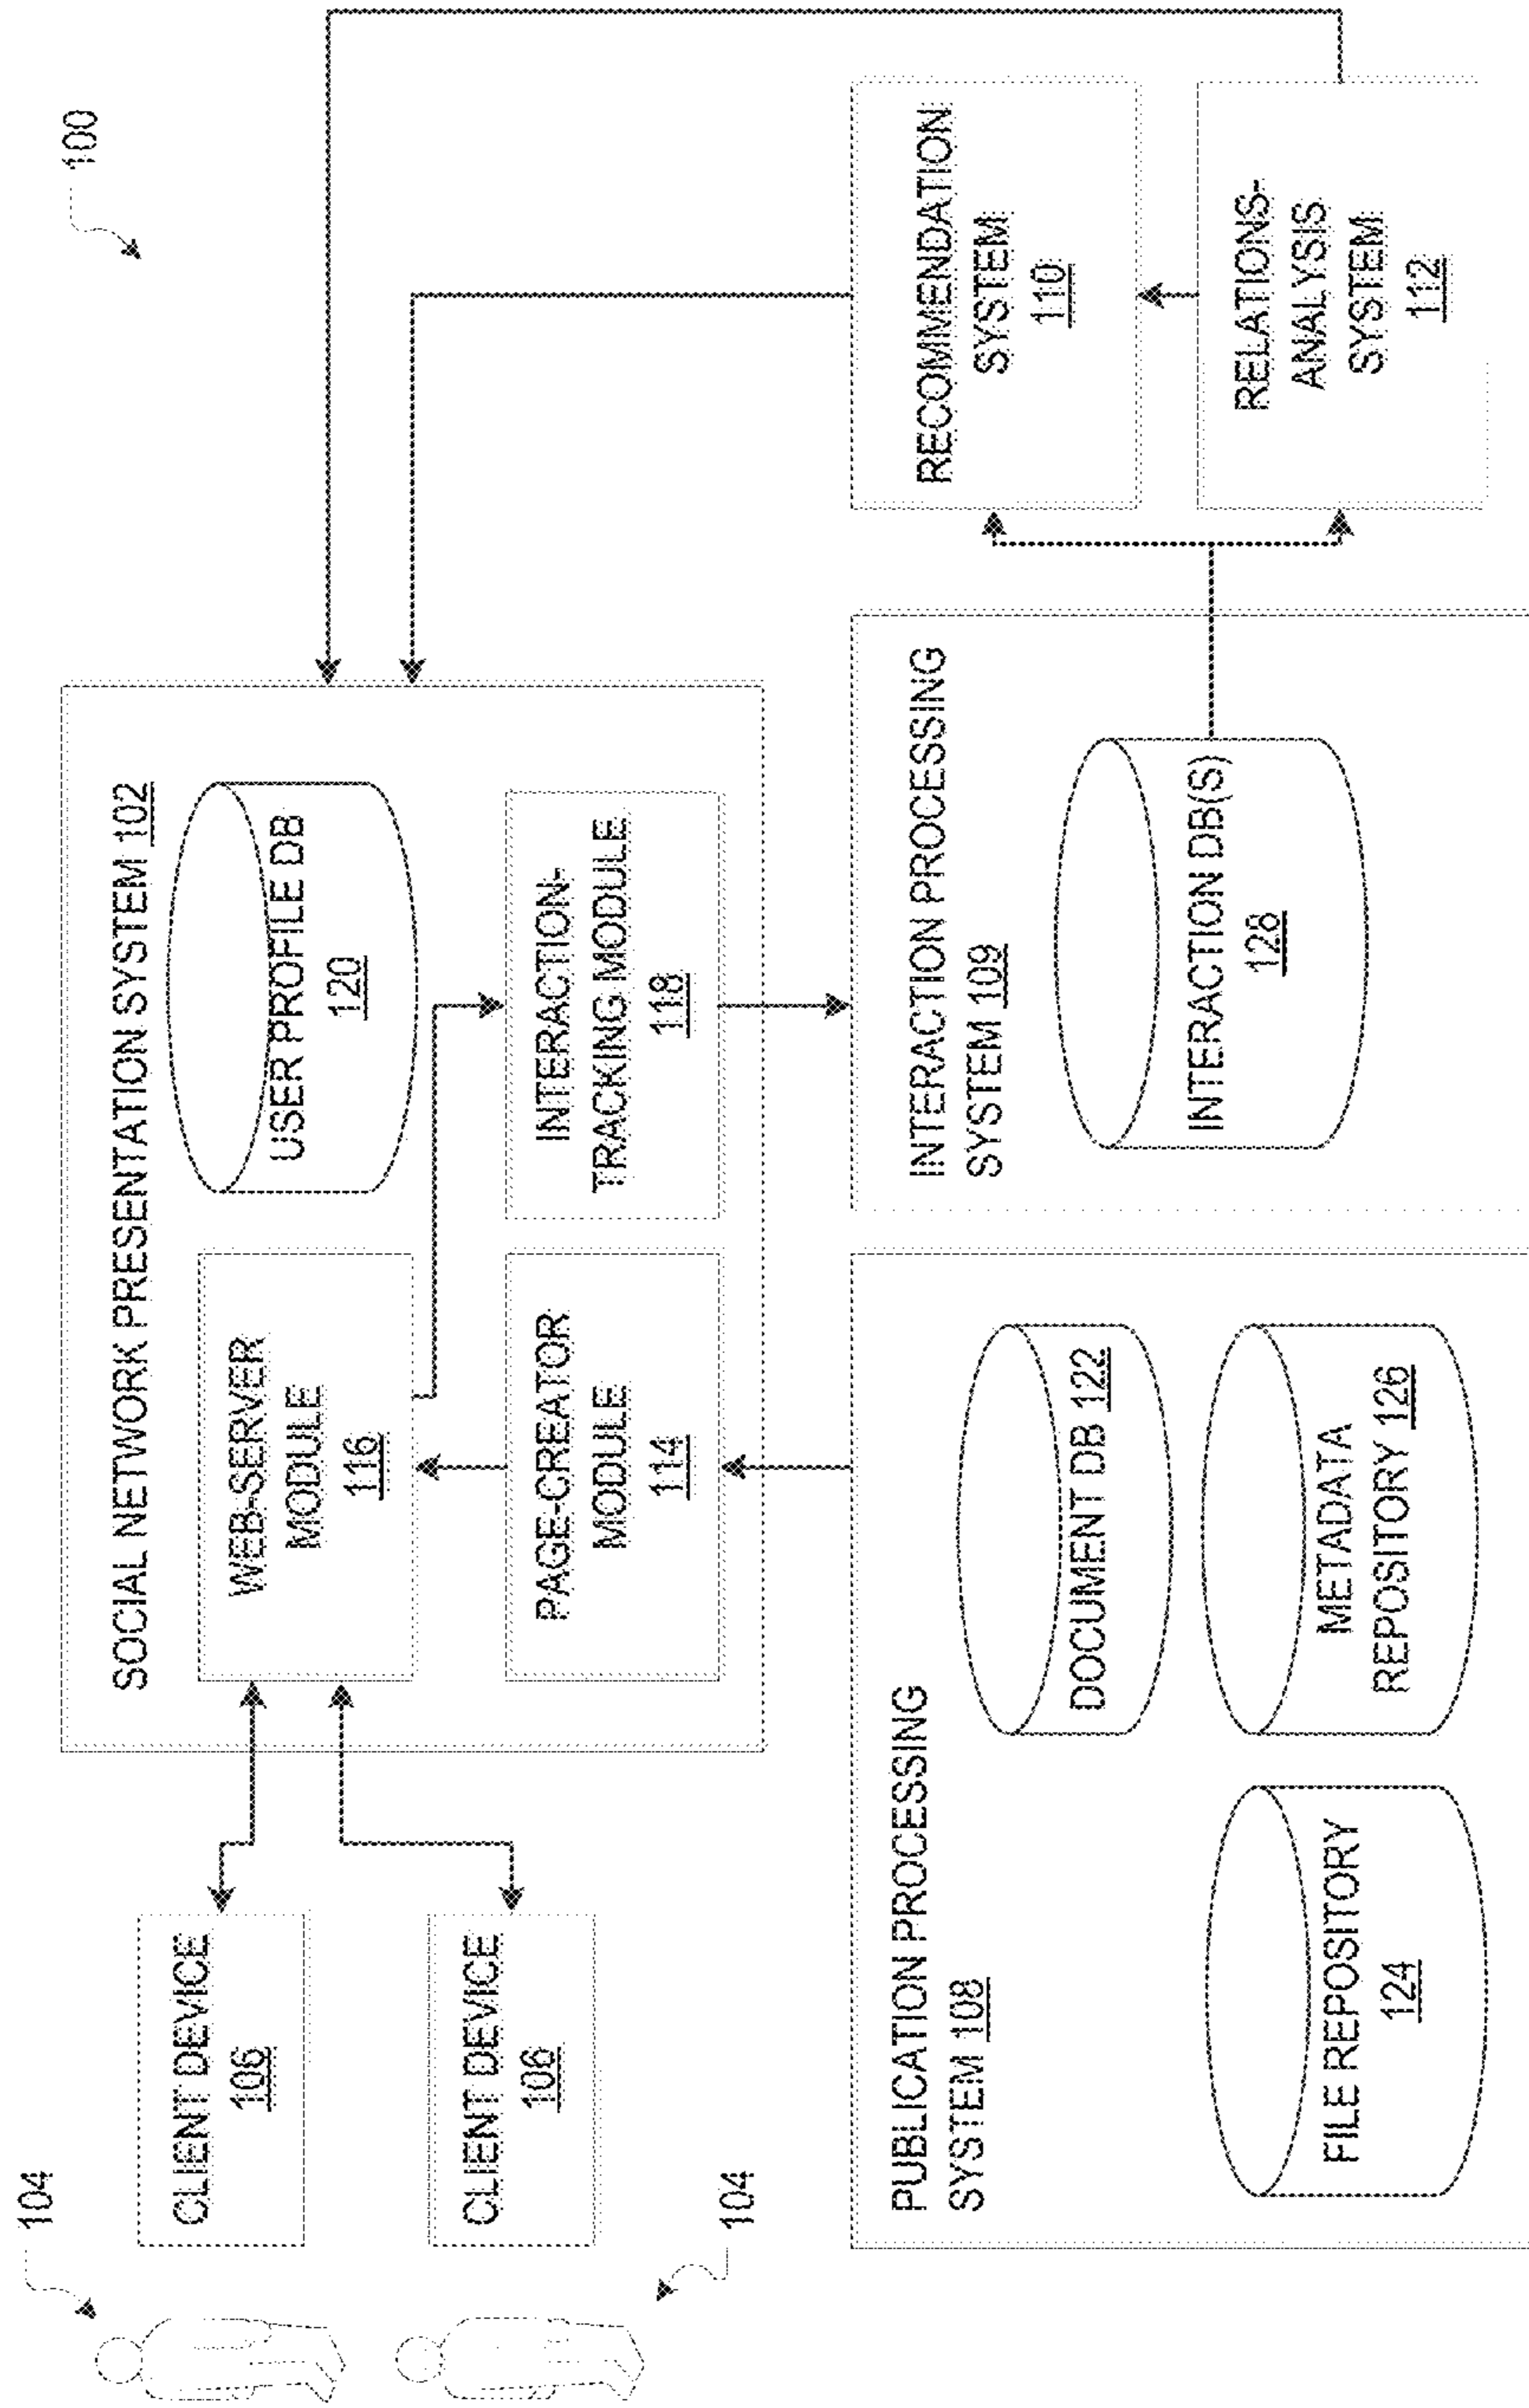 100
104
104
CLIENT DEVICE
106
CLIENT DEVICE
106
SOCIAL NETWORK PRESENTATION SYSTEM 102
WEB-SERVER
MODULE
116
USER PROFILE DB
120
PAGE-CREATOR
MODULE
114
INTERACTION-
TRACKING MODULE
118
PUBLICATION PROCESSING
SYSTEM 108
DOCUMENT DB 122
FILE REPOSITORY
124
METADATA
REPOSITORY 126
INTERACTION PROCESSING
SYSTEM 109
INTERACTION DB(S)
128
RECOMMENDATION
SYSTEM
110
RELATIONS-
ANALYSIS
SYSTEM
112